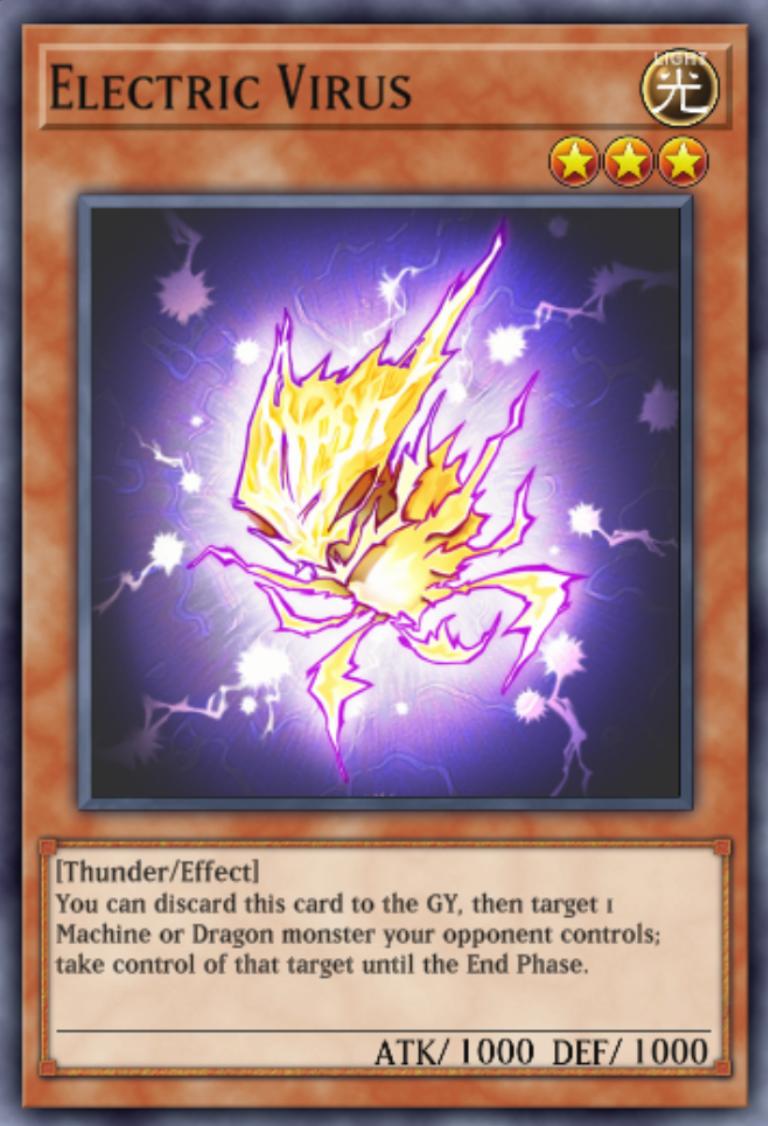 Electric Virus
LIGHT
光
[Thunder/Effect]
You can discard this card to the GY, then target 1
Machine or Dragon monster your opponent controls;
take control of that target until the End Phase.
ATK/ 1000 DEF/ 1000